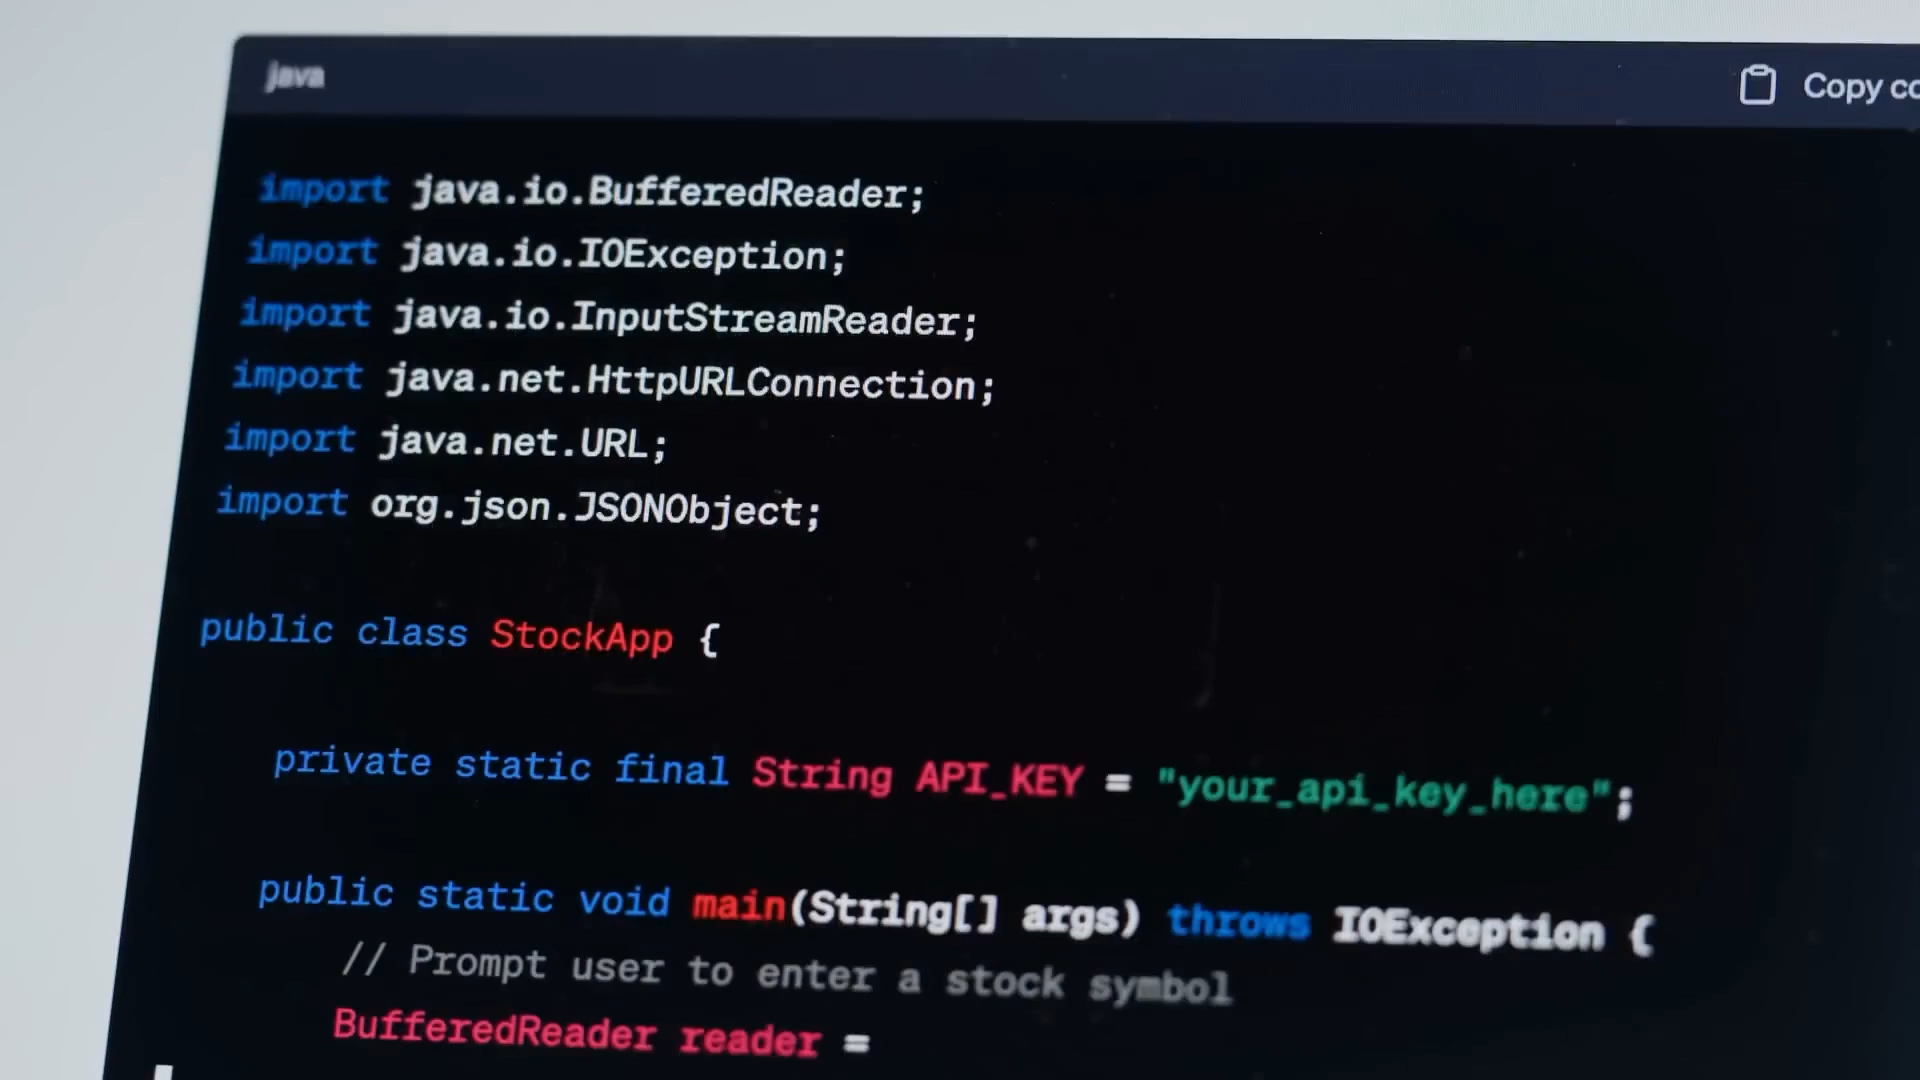 java
Copy co
import java.io.BufferedReader;
import java.io.IOException;
import java.io.InputStreamReader;
import java.net.HttpURLConnection;
import java.net.URL;
import org.json.JSONObject;
public class StockApp {
private static final String API_KEY = "your_api_key_here";
public static void main(String[] args) throws IOException {
// Prompt user to enter a stock symbol
BufferedReader reader =